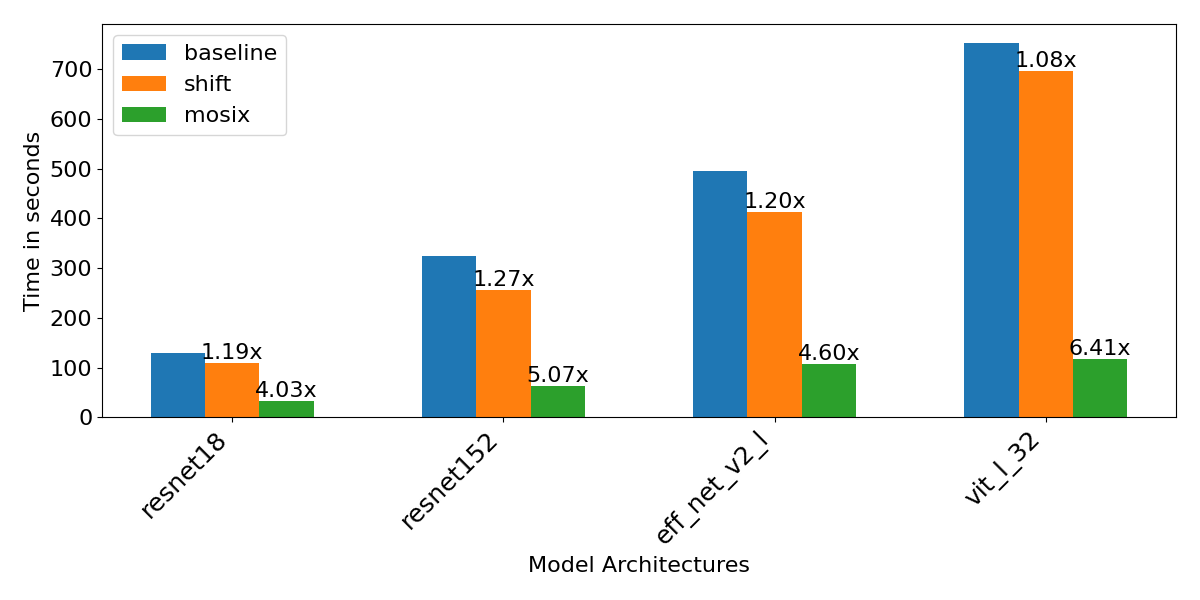 baseline
shift
mosix
Time in seconds
700
600
500
400
300
200
100
0
1.19x
4.03x
1.27x
5.07x
1.20x
4.60x
1.08x
6.41x
resnet18
resnet152
eff_net_v2_l
vit_l_32
Model Architectures